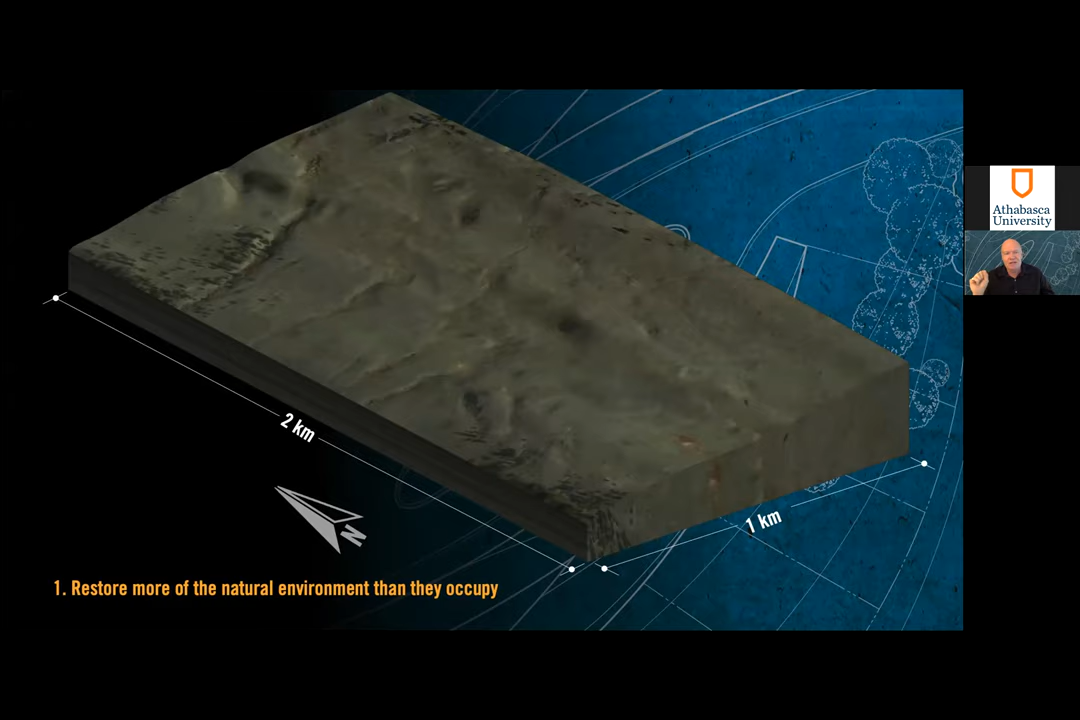 Athabasca
University
2 km
1 km
N
1. Restore more of the natural environment than they occupy